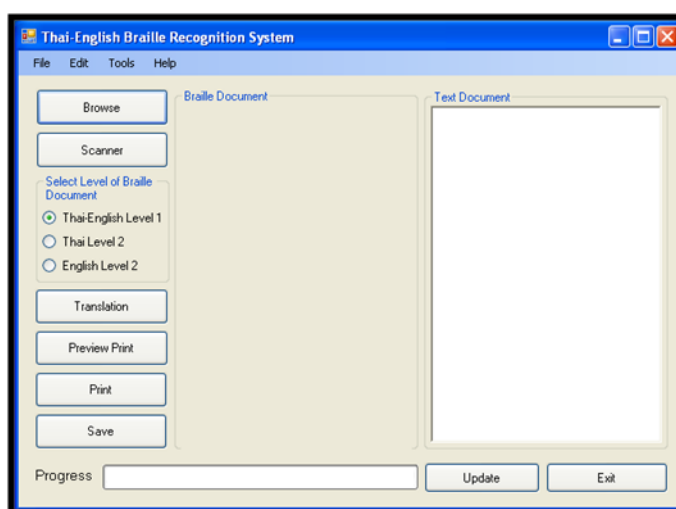 Thai-English Braille Recognition System
File Edit Tools Help
Browse
Scanner
Select Level of Braille
Document
Thai-English Level 1
Thai Level 2
English Level 2
Translation
Preview Print
Print
Save
Braille Document
Text Document
Progress
Update
Exit